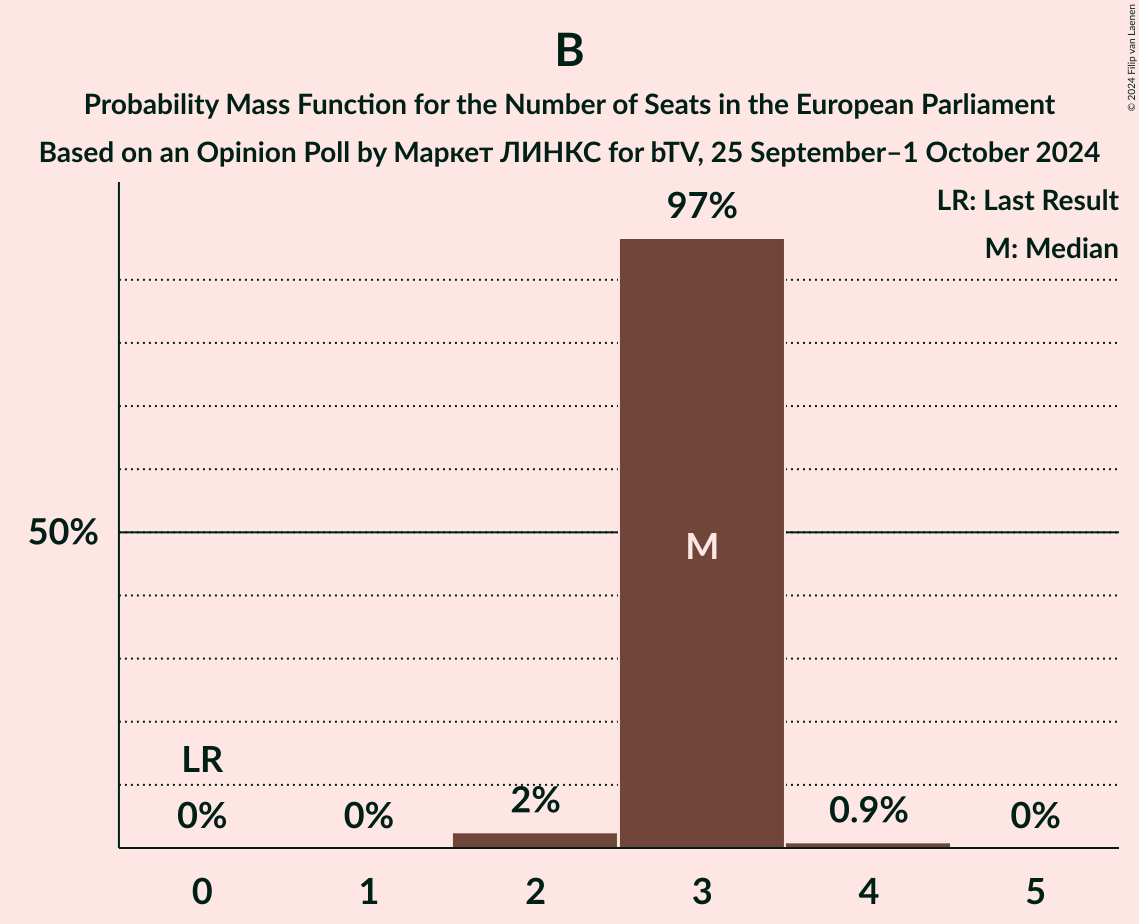 B
Probability Mass Function for the Number of Seats in the European Parliament
Based on an Opinion Poll by Маркет ЛИНКС for bTV, 25 September–1 October 2024
© 2024 Filip van Laenen
LR: Last Result
M: Median
97%
50%
M
LR
0%
0%
2%
0.9%
0%
0
1
2
3
4
5